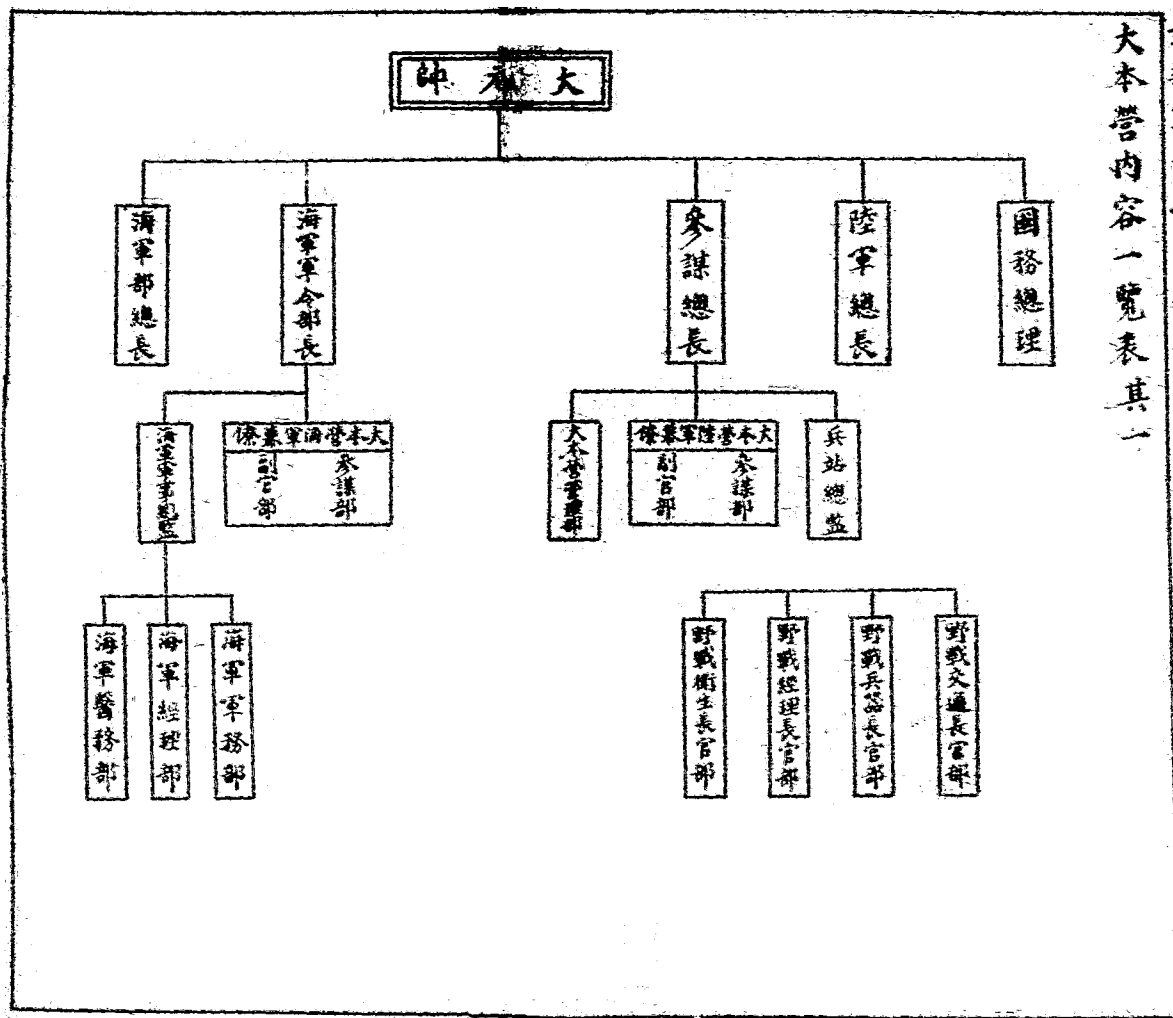 大本營內容一覽表其一
大元帥
國務總理
陸軍總長
參謀總長
海軍軍令部長
海軍部總長
兵站總監
大本營陸軍幕僚
參謀部
副官部
大本營管理部
大本營海軍幕僚
參謀部
副官部
海軍軍事總監
野戰交通長官部
野戰兵器長官部
野戰經理長官部
野戰衛生長官部
海軍軍務部
海軍經理部
海軍醫務部